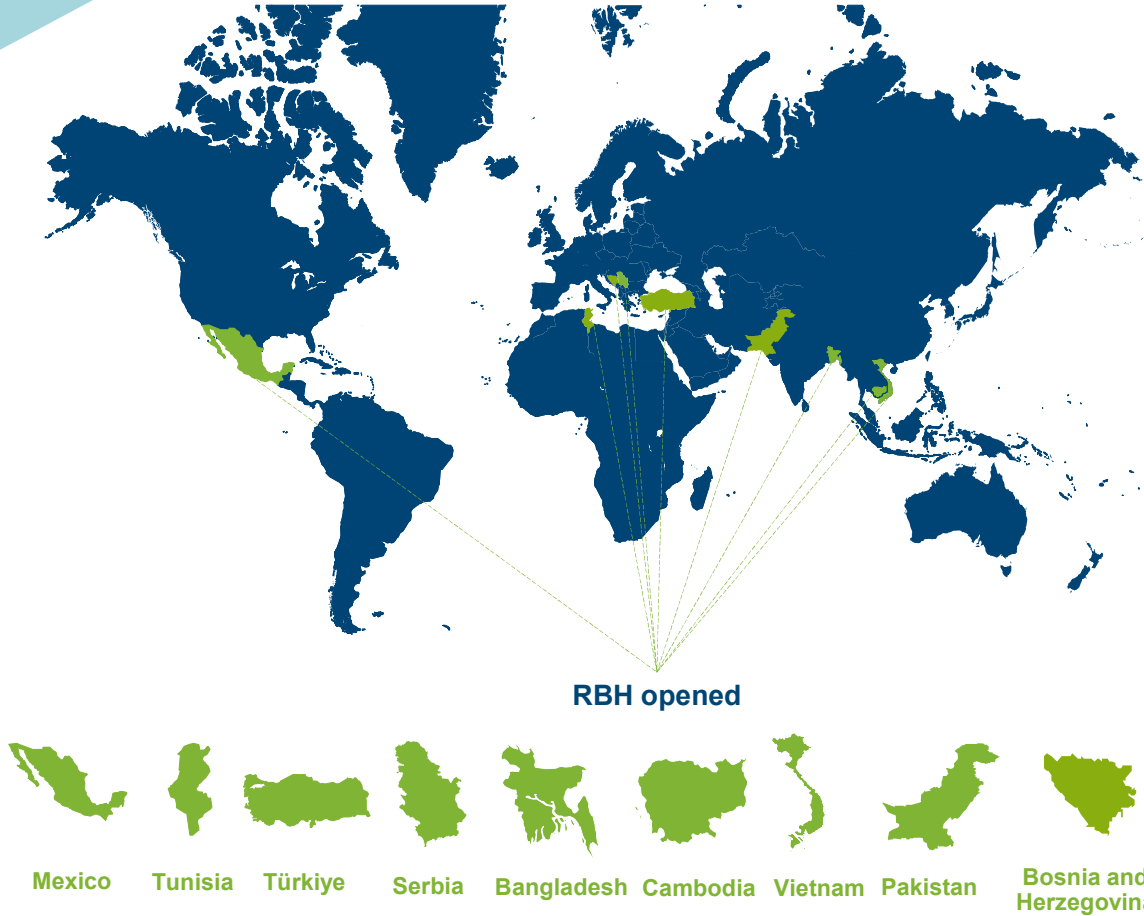 RBH opened
Mexico
Tunisia
Türkiye
Serbia
Bangladesh
Cambodia
Vietnam
Pakistan
Bosnia and
Herzegovina